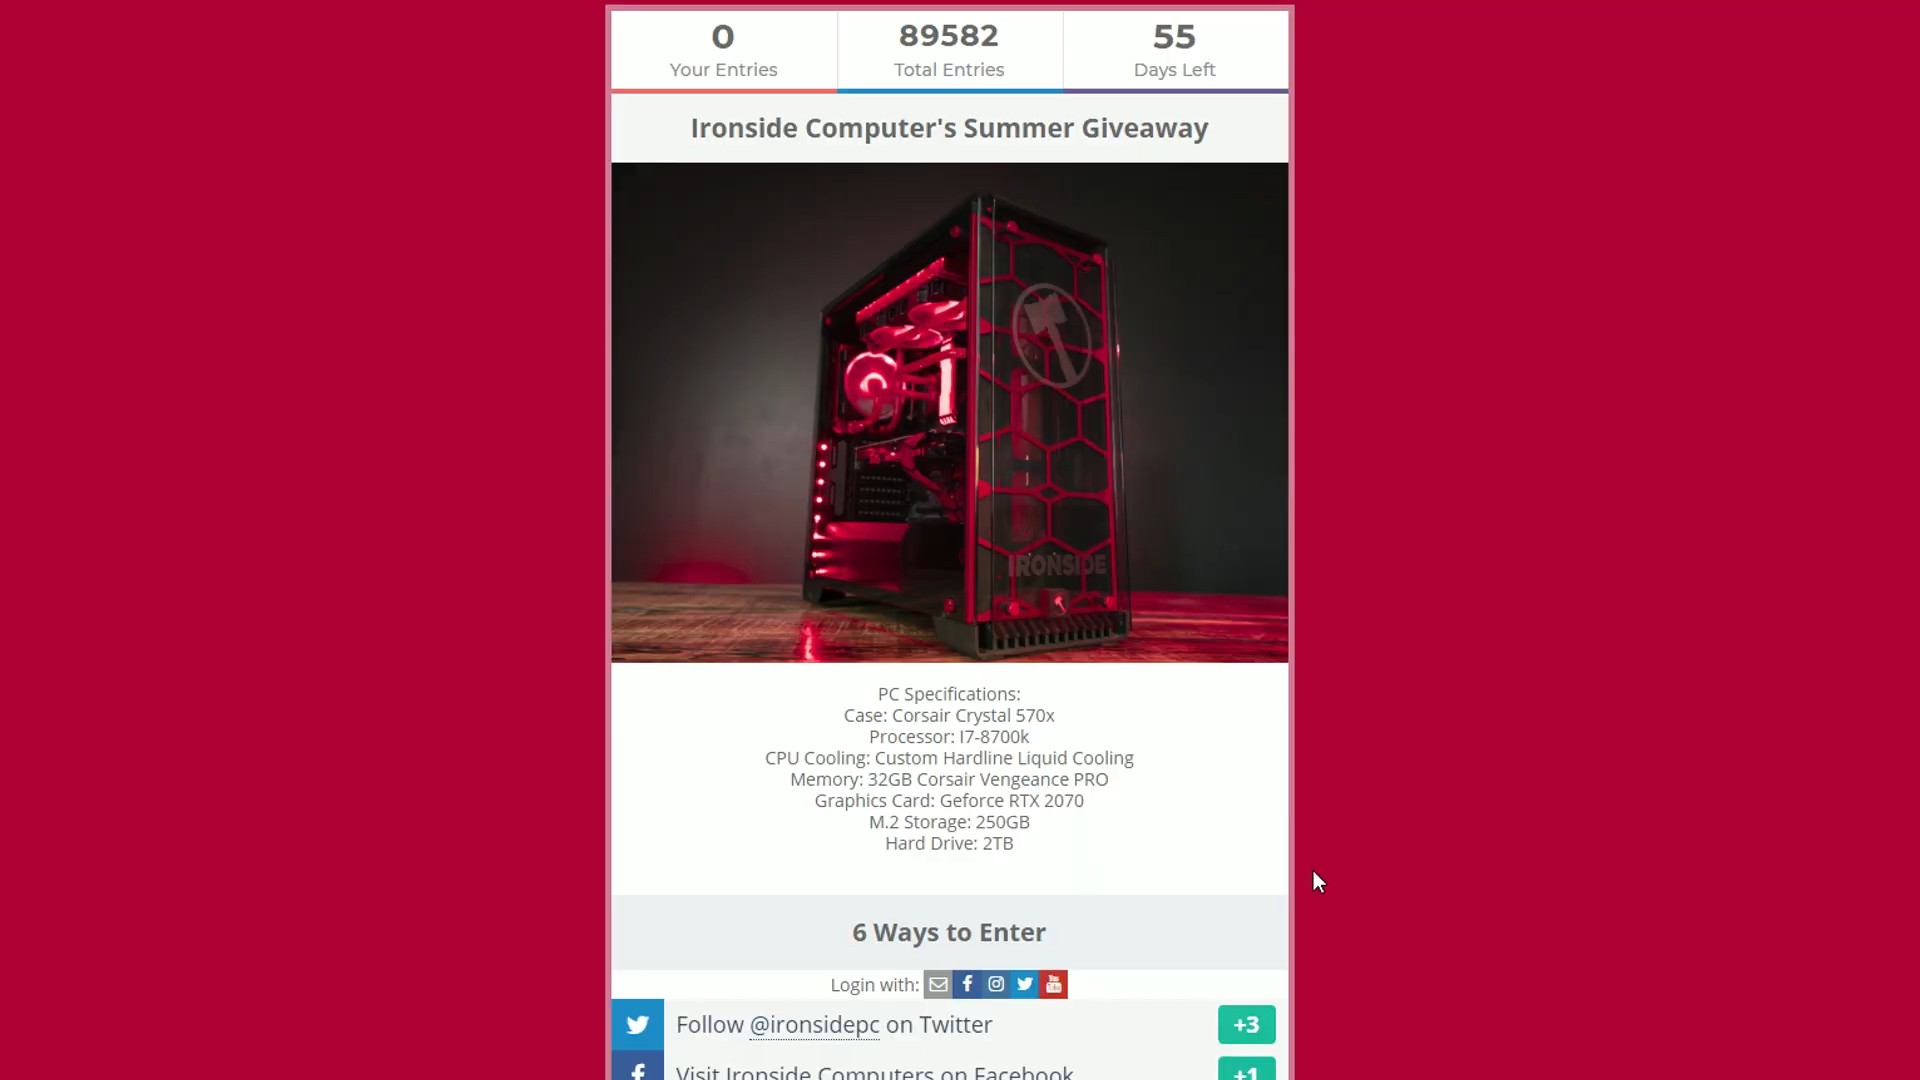 0
89582
55
Your Entries
Total Entries
Days Left
Ironside Computer's Summer Giveaway
IRONSIDE
PC Specifications:
Case: Corsair Crystal 570x
Processor: I7-8700k
CPU Cooling: Custom Hardline Liquid Cooling
Memory: 32GB Corsair Vengeance PRO
Graphics Card: Geforce RTX 2070
M.2 Storage: 250GB
Hard Drive: 2TB
6 Ways to Enter
Login with:
Follow @ironsidepc on Twitter
+3
Visit Ironside Computers on Facebook
+1